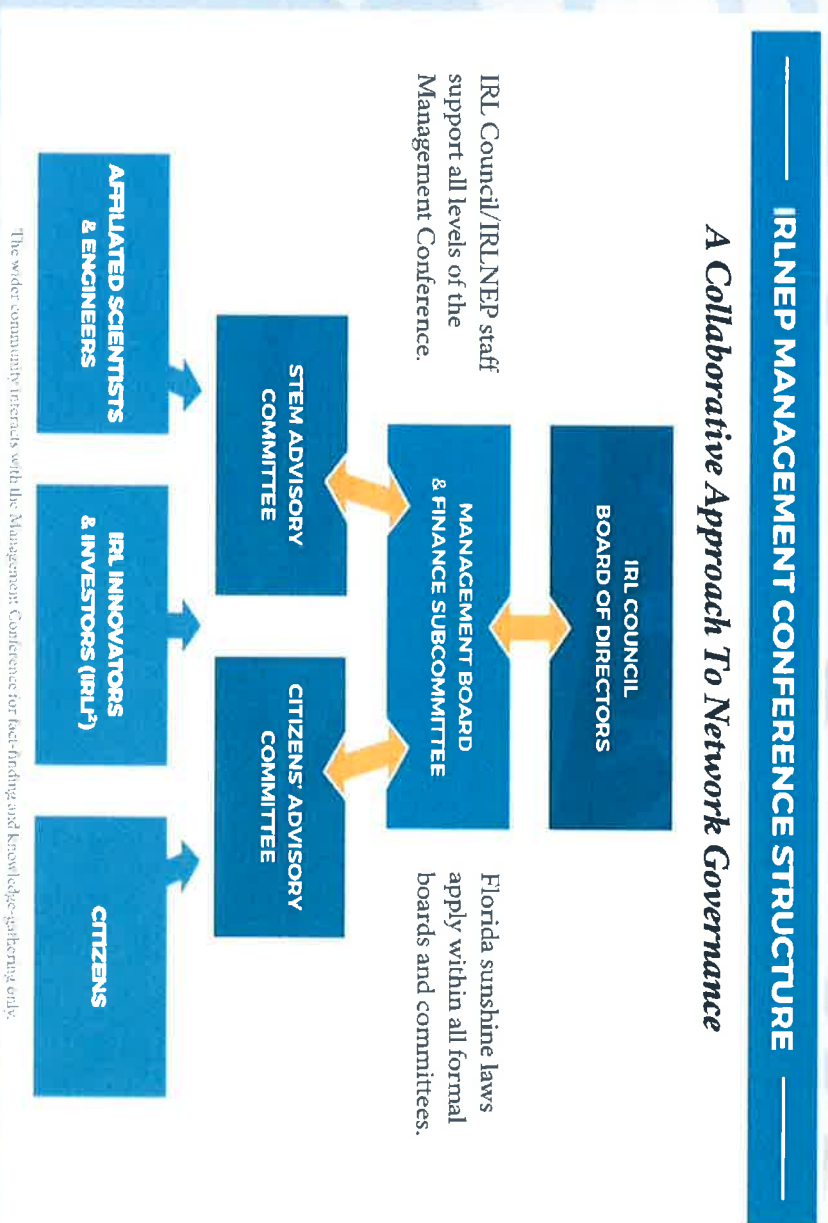 IRLNEP MANAGEMENT CONFERENCE STRUCTURE
A Collaborative Approach To Network Governance
IRL COUNCIL
BOARD OF DIRECTORS
IRL Council/IRLNEP staff
support all levels of the
Management Conference.
MANAGEMENT BOARD
& FINANCE SUBCOMMITTEE
Florida sunshine laws
apply within all formal
boards and committees.
STEM ADVISORY
COMMITTEE
CITIZENS' ADVISORY
COMMITTEE
AFFILIATED SCIENTISTS
& ENGINEERS
IRL INNOVATORS
& INVESTORS (IRLI²)
CITIZENS
The wider community interacts with the Management Conference for fact-finding and knowledge-gathering only.